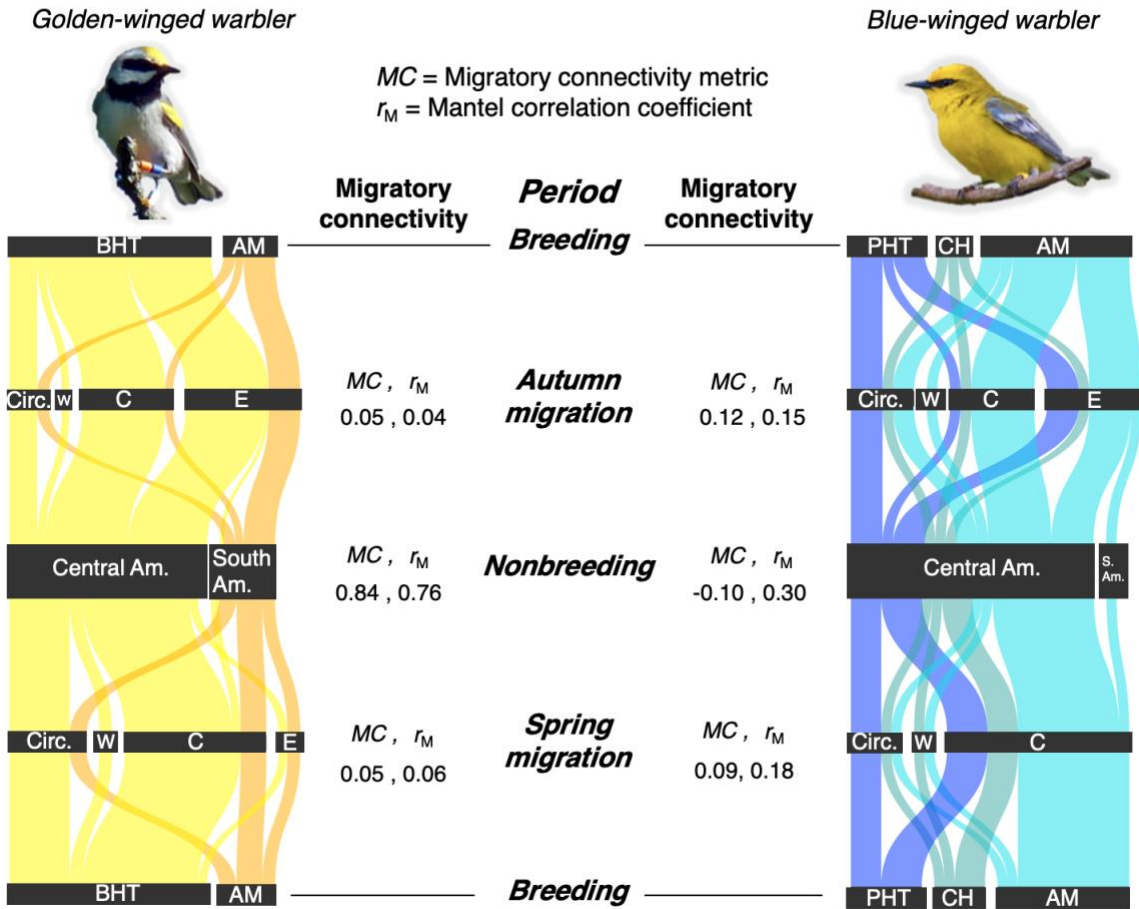 Golden-winged warbler
Blue-winged warbler
MC = Migratory connectivity metric
rM = Mantel correlation coefficient
Migratory
connectivity
Period
Migratory
connectivity
BHT AM
Breeding
PHT CH AM
Circ. W C E
MC , rM
0.05 , 0.04
Autumn
migration
MC , rM
0.12 , 0.15
Circ. W C E
Central Am.
South
Am.
MC , rM
0.84 , 0.76
Nonbreeding
MC , rM
-0.10 , 0.30
Central Am.
S.
Am.
Circ. W C E
MC , rM
0.05 , 0.06
Spring
migration
MC , rM
0.09, 0.18
Circ. W C
BHT AM
Breeding
PHT CH AM